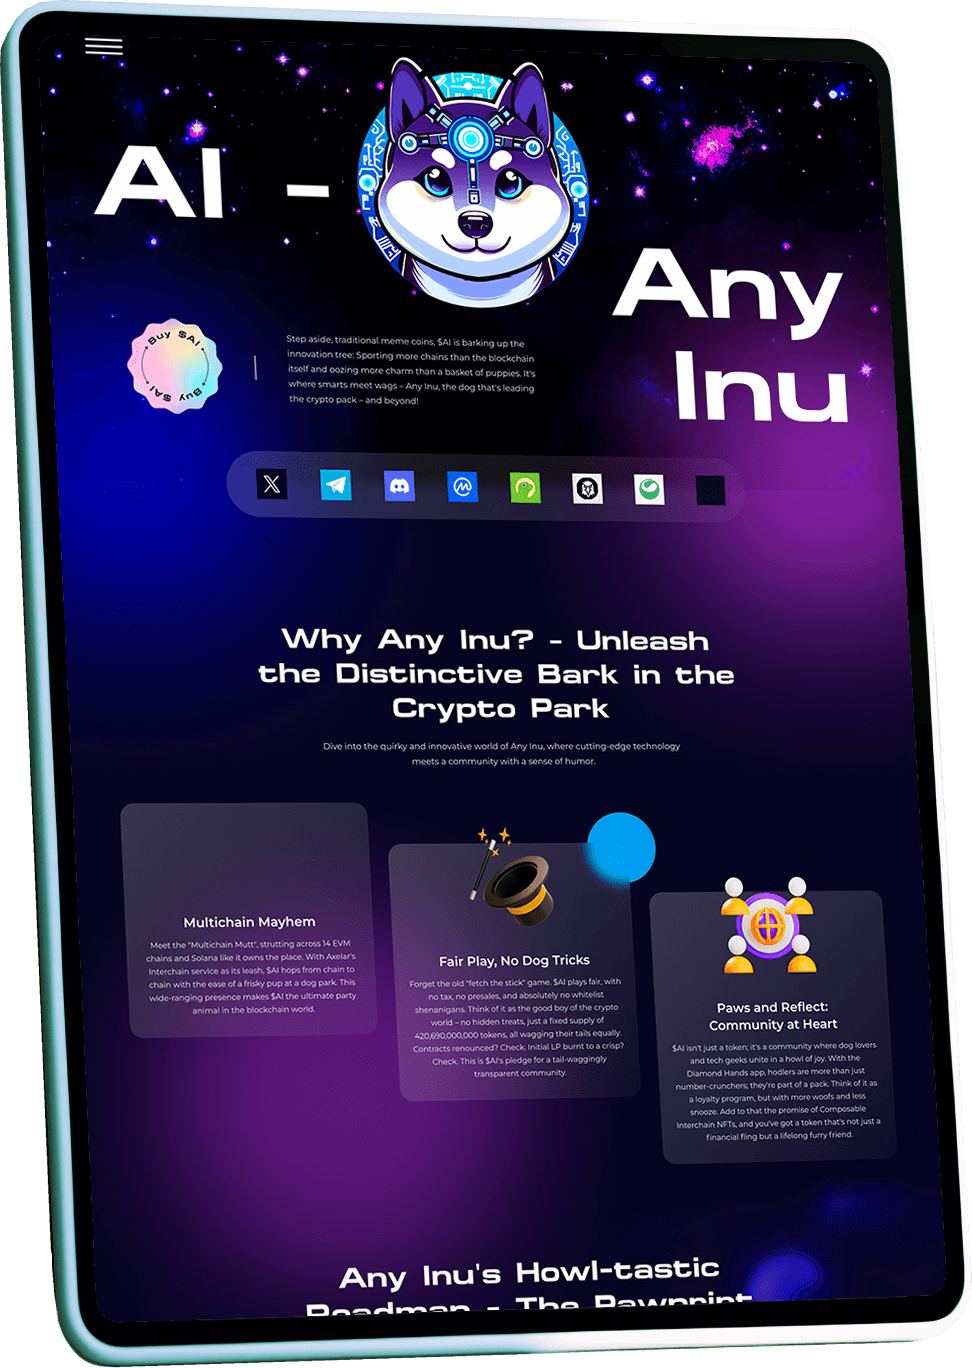 AI -
Any
Inu
Buy $AI
Buy $AI
Step aside, traditional meme coins, $AI is barking up the
innovation tree: Sporting more chains than the blockchain
itself and oozing more charm than a basket of puppies. It's
where smarts meet wags – Any Inu, the dog that's leading
the crypto pack – and beyond!
Why Any Inu? - Unleash
the Distinctive Bark in the
Crypto Park
Dive into the quirky and innovative world of Any Inu, where cutting-edge technology
meets a community with a sense of humor.
Multichain Mayhem
Meet the "Multichain Mutt", strutting across 14 EVM
chains and Solana like it owns the place. With Axelar's
Interchain service as its leash, $AI hops from chain to
chain with the ease of a frisky pup at a dog park. This
wide-ranging presence makes $AI the ultimate party
animal in the blockchain world.
Fair Play, No Dog Tricks
Forget the old "fetch the stick" game. $AI plays fair, with
no tax, no presales, and absolutely no whitelist
shenanigans. Think of it as the good boy of the crypto
world – no hidden treats, just a fixed supply of
420,690,000,000 tokens, all wagging their tails equally.
Contracts renounced? Check. Initial LP burnt to a crisp?
Check. This is $AI's pledge for a tail-waggingly
transparent community.
Paws and Reflect:
Community at Heart
$AI isn't just a token; it's a community where dog lovers
and tech geeks unite in a howl of joy. With the
Diamond Hands app, hodlers are more than just
number-crunchers; they're part of a pack. Think of it as
a loyalty program, but with more woofs and less
snooze. Add to that the promise of Composable
Interchain NFTs, and you've got a token that's not just a
financial fling but a lifelong furry friend.
Any Inu's Howl-tastic
Roadmap - The Pawprint